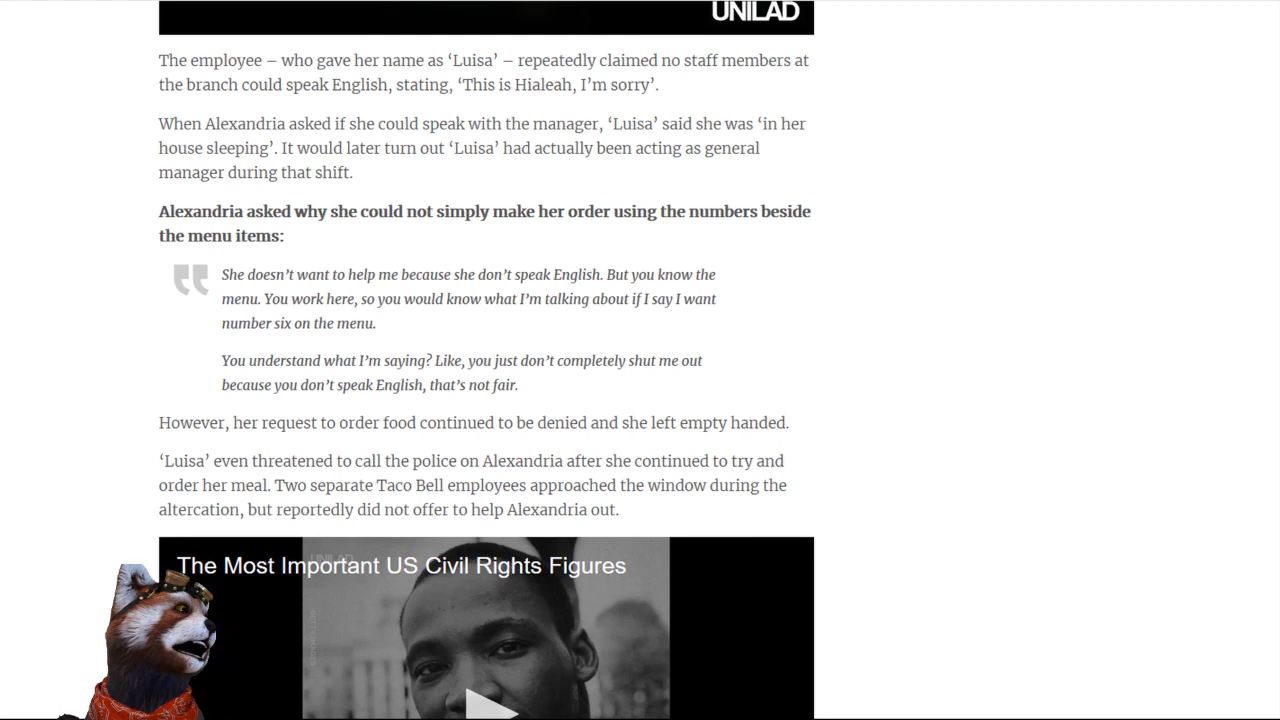 UNILAD
The employee – who gave her name as ‘Luisa’ – repeatedly claimed no staff members at
the branch could speak English, stating, ‘This is Hialeah, I’m sorry’.
When Alexandria asked if she could speak with the manager, ‘Luisa’ said she was ‘in her
house sleeping’. It would later turn out ‘Luisa’ had actually been acting as general
manager during that shift.
Alexandria asked why she could not simply make her order using the numbers beside
the menu items:
She doesn’t want to help me because she don’t speak English. But you know the
menu. You work here, so you would know what I’m talking about if I say I want
number six on the menu.
You understand what I’m saying? Like, you just don’t completely shut me out
because you don’t speak English, that’s not fair.
However, her request to order food continued to be denied and she left empty handed.
‘Luisa’ even threatened to call the police on Alexandria after she continued to try and
order her meal. Two separate Taco Bell employees approached the window during the
altercation, but reportedly did not offer to help Alexandria out.
UNILAD
The Most Important US Civil Rights Figures